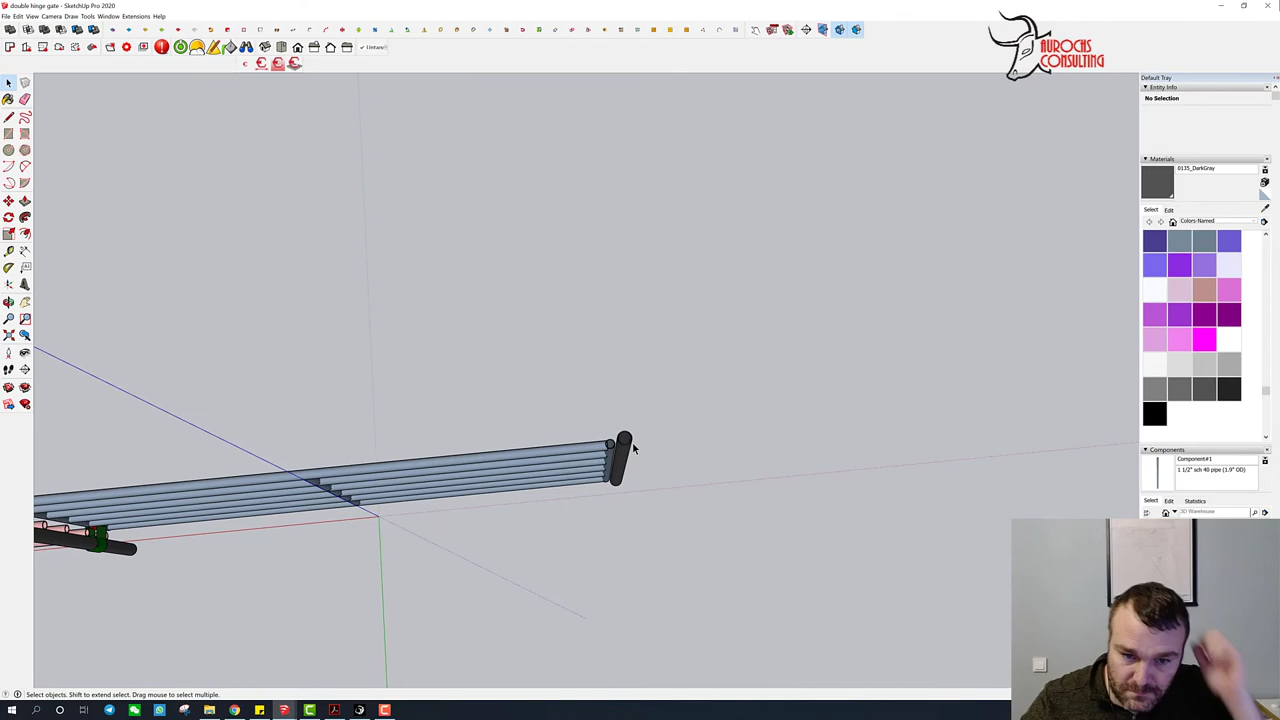 double hinge gate - SketchUp Pro 2020
File Edit View Camera Draw Tools Window Extensions Help
AUROCHS
CONSULTING
Default Tray
Entity Info
No Selection
Materials
0135_DarkGray
Select Edit
Colors-Named
Components
Component#1
1 1/2" sch 40 pipe (1.9" OD)
Select Edit Statistics
3D Warehouse
Select objects. Shift to extend select. Drag mouse to select multiple.